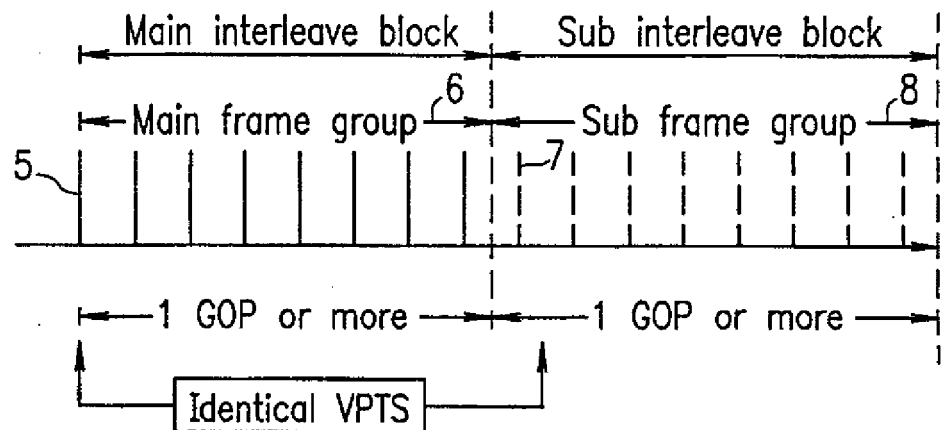 Main interleave block Sub interleave block
6 8
Main frame group Sub frame group
5 7
1 GOP or more 1 GOP or more
Identical VPTS